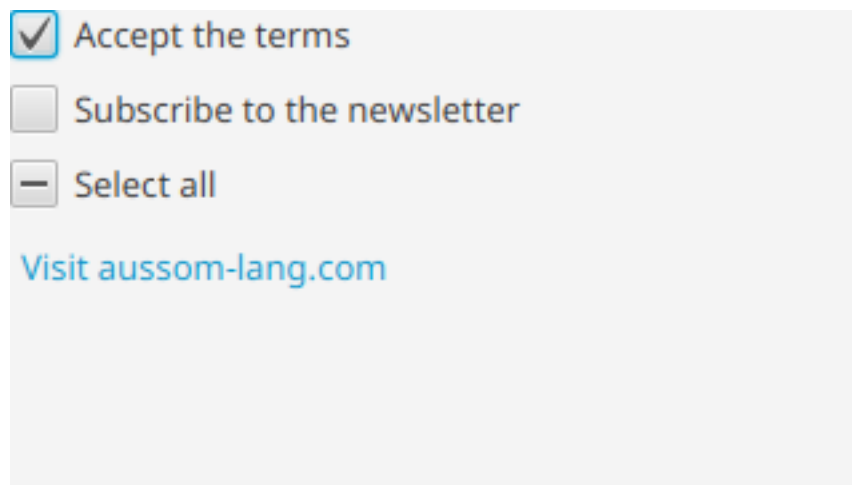 Accept the terms
Subscribe to the newsletter
Select all
Visit aussom-lang.com